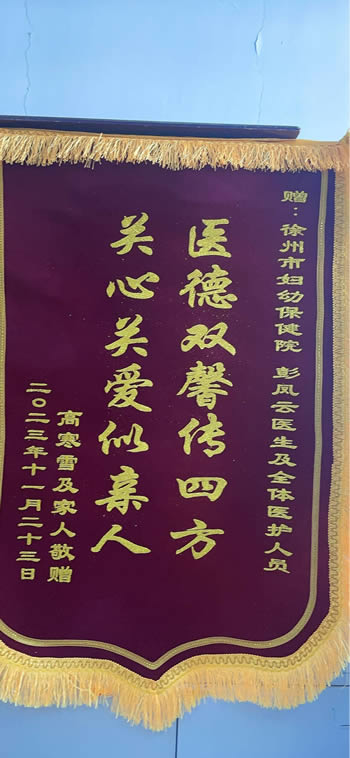 赠：徐州市妇幼保健院 彭凤云医生及全体医护人员
医德双馨传四方
关心关爱似亲人
高寒雪及家人敬赠
二〇二三年十一月二十三日